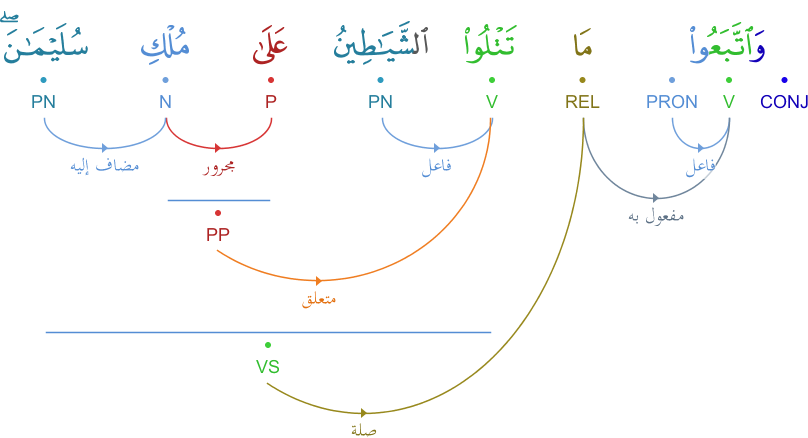 وَٱتَّبَعُوا۟ مَا تَتْلُوا۟ ٱلشَّيَـٰطِينُ عَلَىٰ مُلْكِ سُلَيْمَـٰنَ ۖ
CONJ V PRON REL V PN P N PN
فاعل فاعل مجرور مضاف إليه
مفعول به
PP
متعلق
VS
صلة